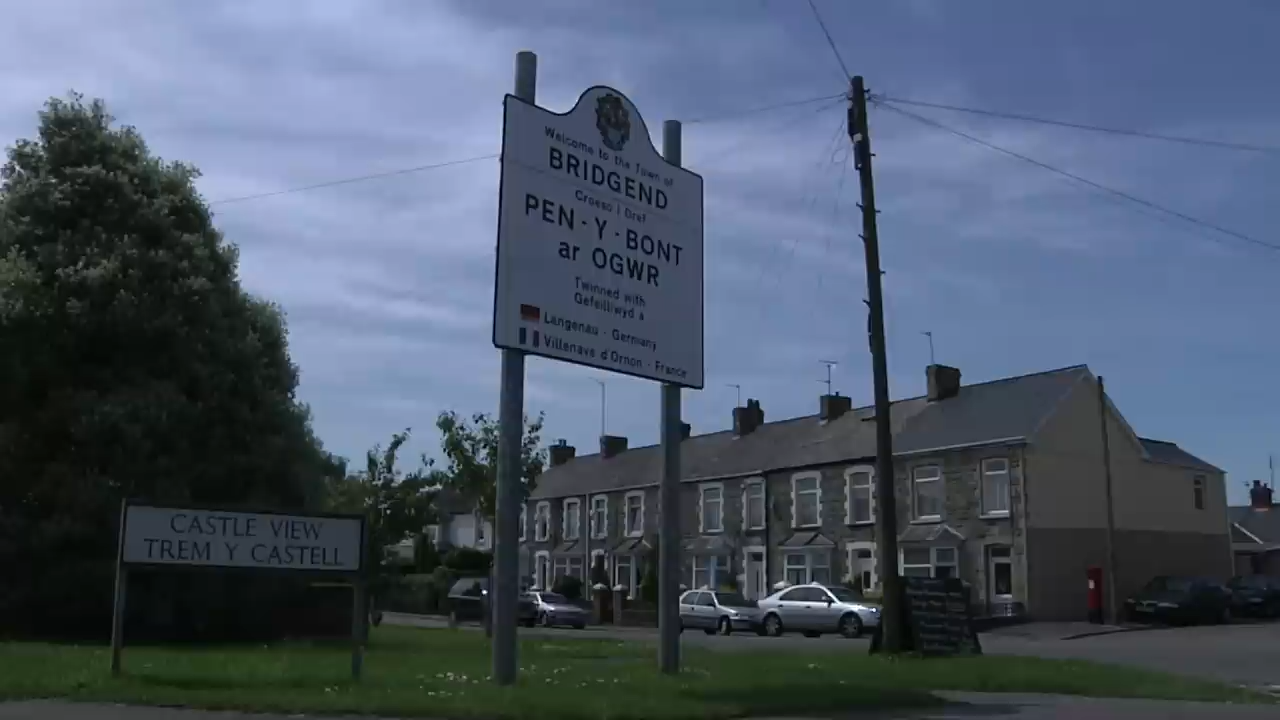 Welcome to the Town of
BRIDGEND
Croeso i Dref
PEN - Y - BONT
ar OGWR
Twinned with
Gefeilliwyd a
Langenau - Germany
Villenave d'Ornon - France
CASTLE VIEW
TREM Y CASTELL